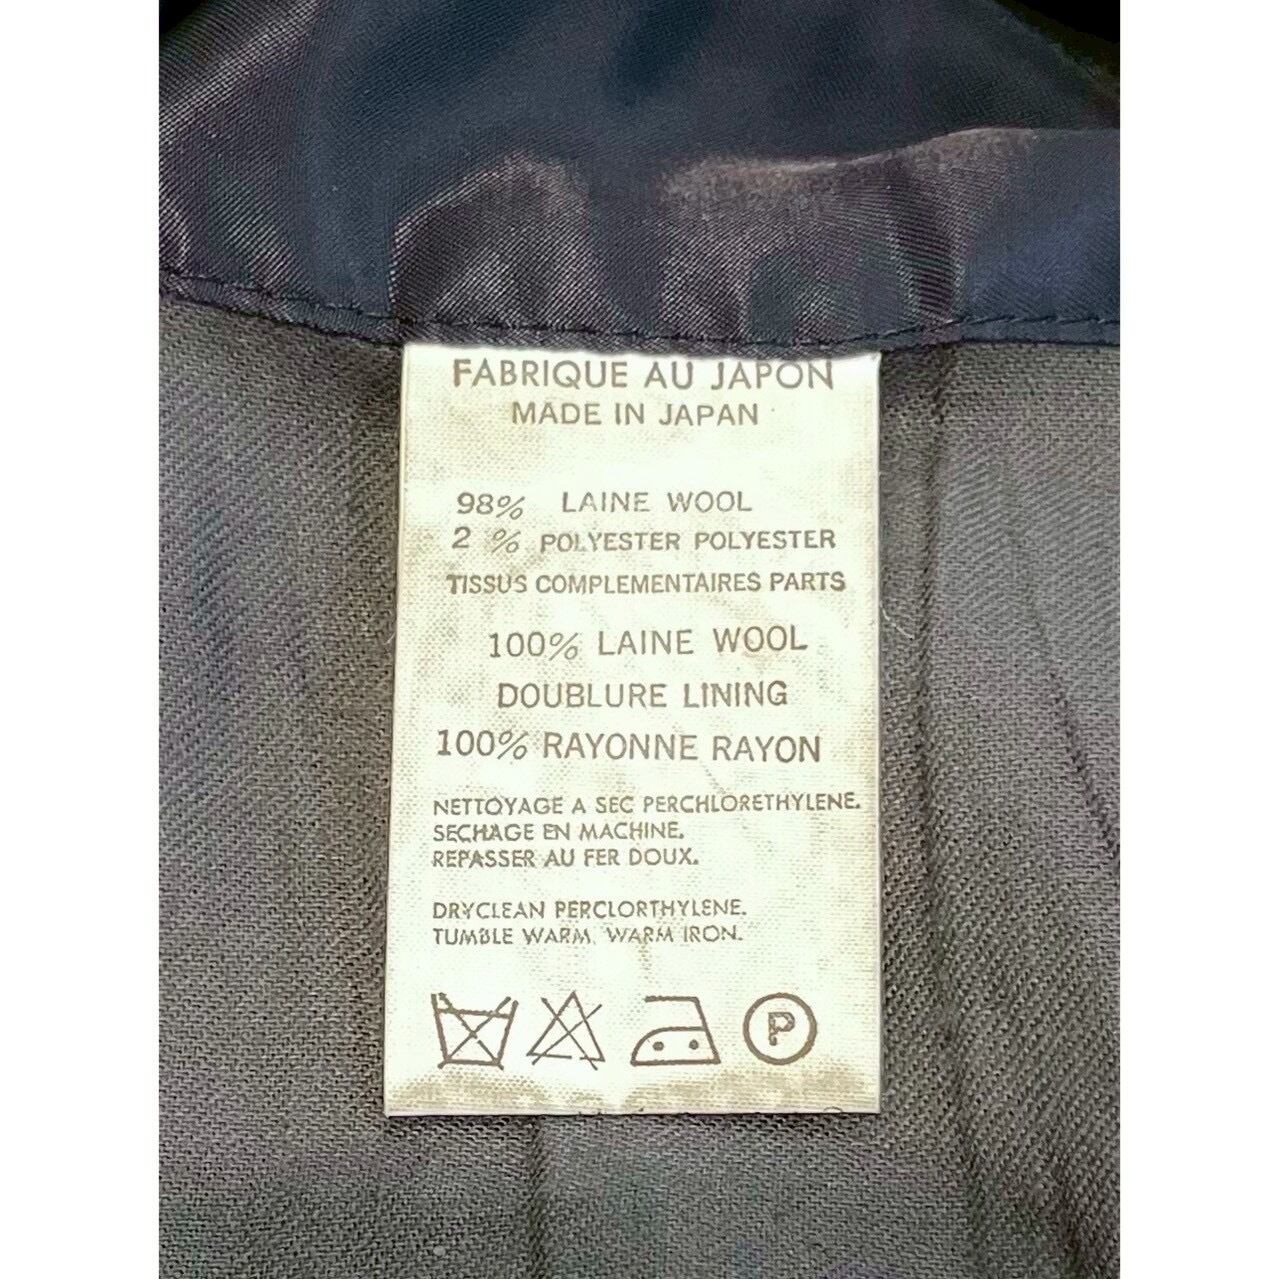 FABRIQUE AU JAPON
MADE IN JAPAN
98% LAINE WOOL
2 % POLYESTER POLYESTER
TISSUS COMPLEMENTAIRES PARTS
100% LAINE WOOL
DOUBLURE LINING
100% RAYONNE RAYON
NETTOYAGE A SEC PERCHLORETHYLENE.
SECHAGE EN MACHINE.
REPASSER AU FER DOUX.
DRYCLEAN PERCLORTHYLENE.
TUMBLE WARM, WARM IRON.
P